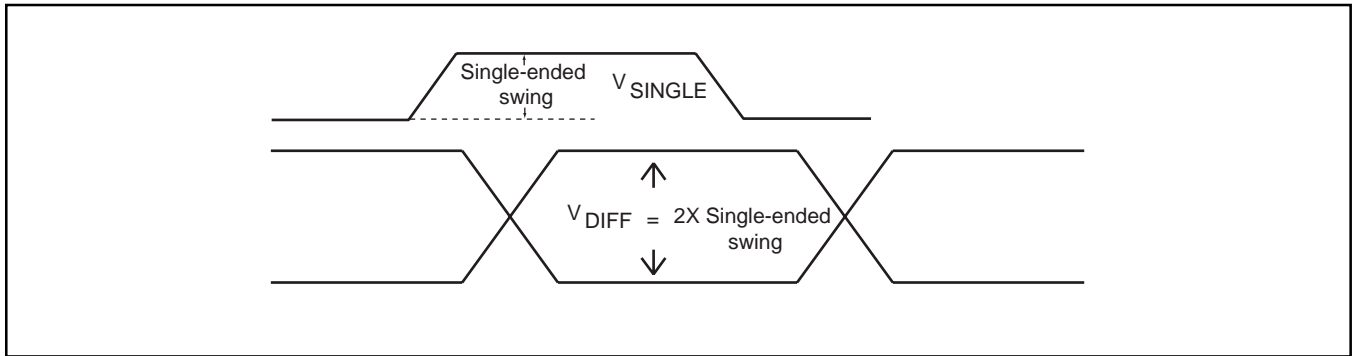 Single-ended
swing
V SINGLE
V DIFF = 2X Single-ended
swing